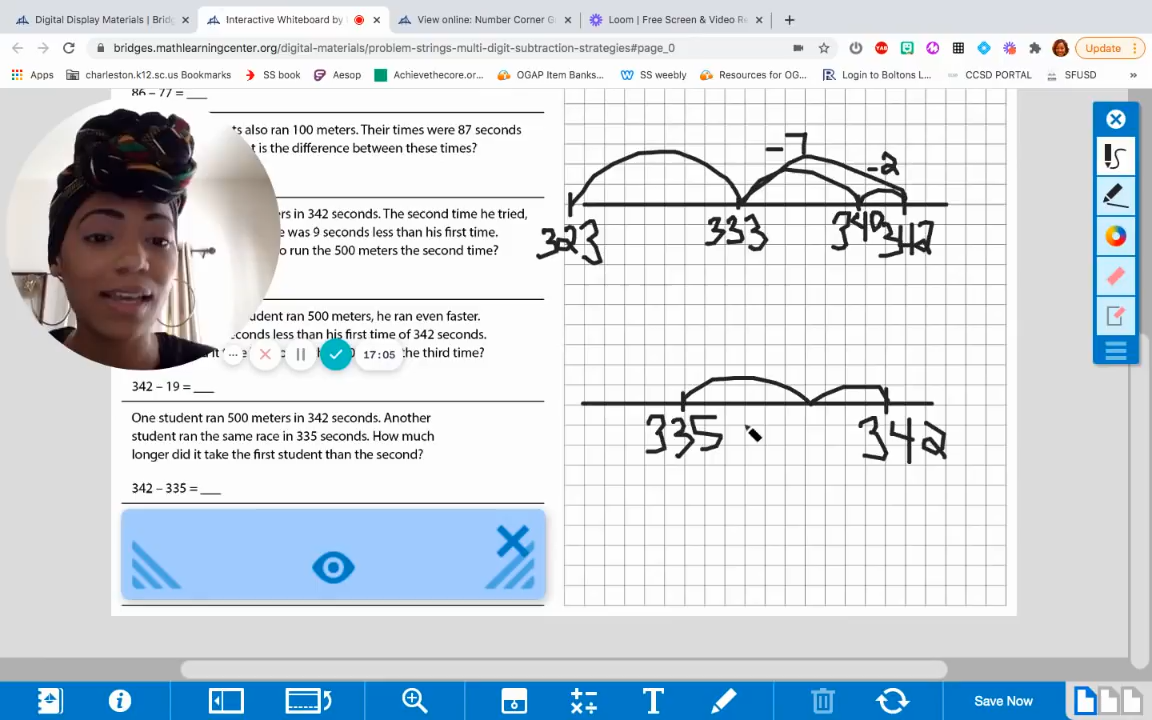 Digital Display Materials | Bridg
Interactive Whiteboard by
View online: Number Corner G
Loom | Free Screen & Video Re
bridges.mathlearningcenter.org/digital-materials/problem-strings-multi-digit-subtraction-strategies#page_0
Update
Apps
charleston.k12.sc.us Bookmarks
SS book
Aesop
Achievethecore.org...
OGAP Item Banks...
SS weekly
Resources for OG...
Login to Boltons L...
CCSD PORTAL
SFUSD
»
86 – 77 = ___
ts also ran 100 meters. Their times were 87 seconds
t is the difference between these times?
rs in 342 seconds. The second time he tried,
e was 9 seconds less than his first time.
o run the 500 meters the second time?
udent ran 500 meters, he ran even faster.
econds less than his first time of 342 seconds.
the third time?
17:05
342 – 19 = ___
One student ran 500 meters in 342 seconds. Another
student ran the same race in 335 seconds. How much
longer did it take the first student than the second?
342 – 335 = ___
-7
-2
323
333
340
342
335
342
Save Now